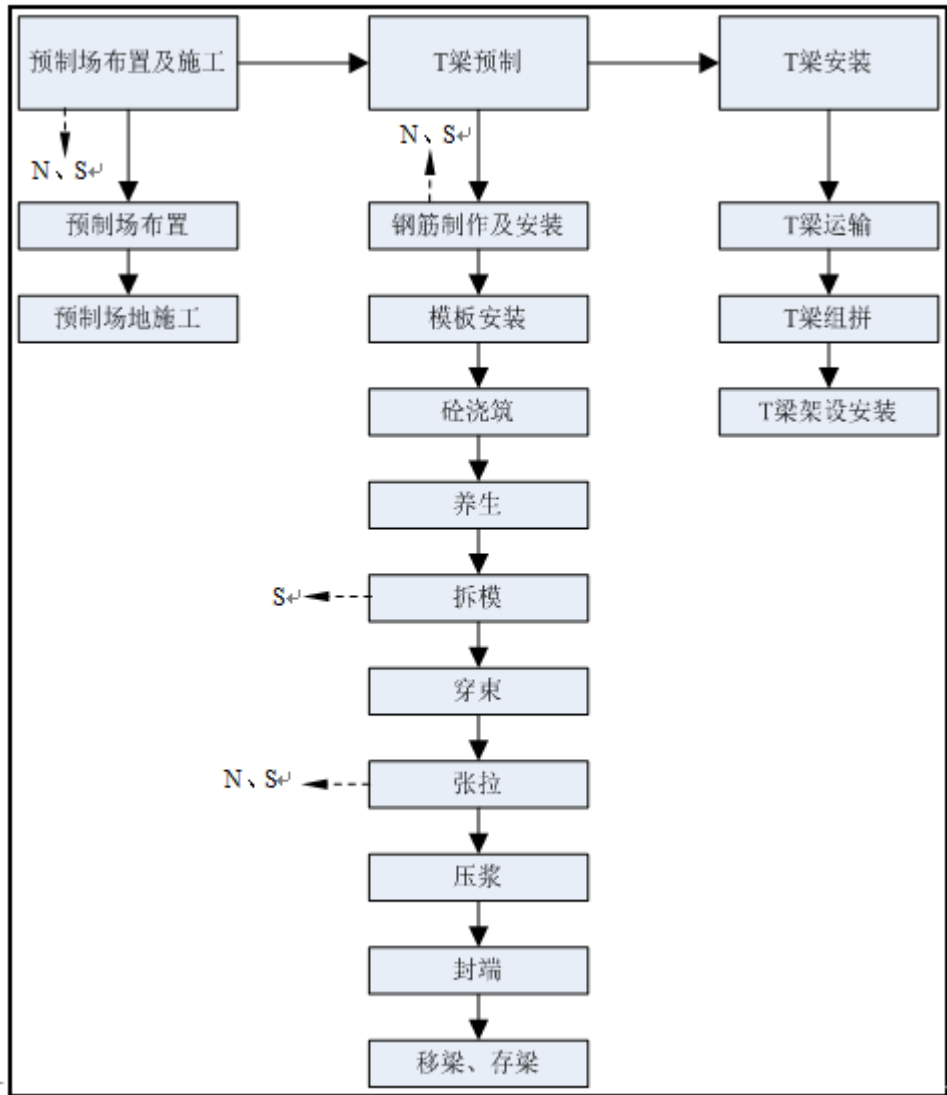 预制场布置及施工
T梁预制
T梁安装
N、S↵
N、S↵
预制场布置
钢筋制作及安装
T梁运输
预制场地施工
模板安装
T梁组拼
砼浇筑
T梁架设安装
养生
S↵
拆模
穿束
N、S↵
张拉
压浆
封端
移梁、存梁